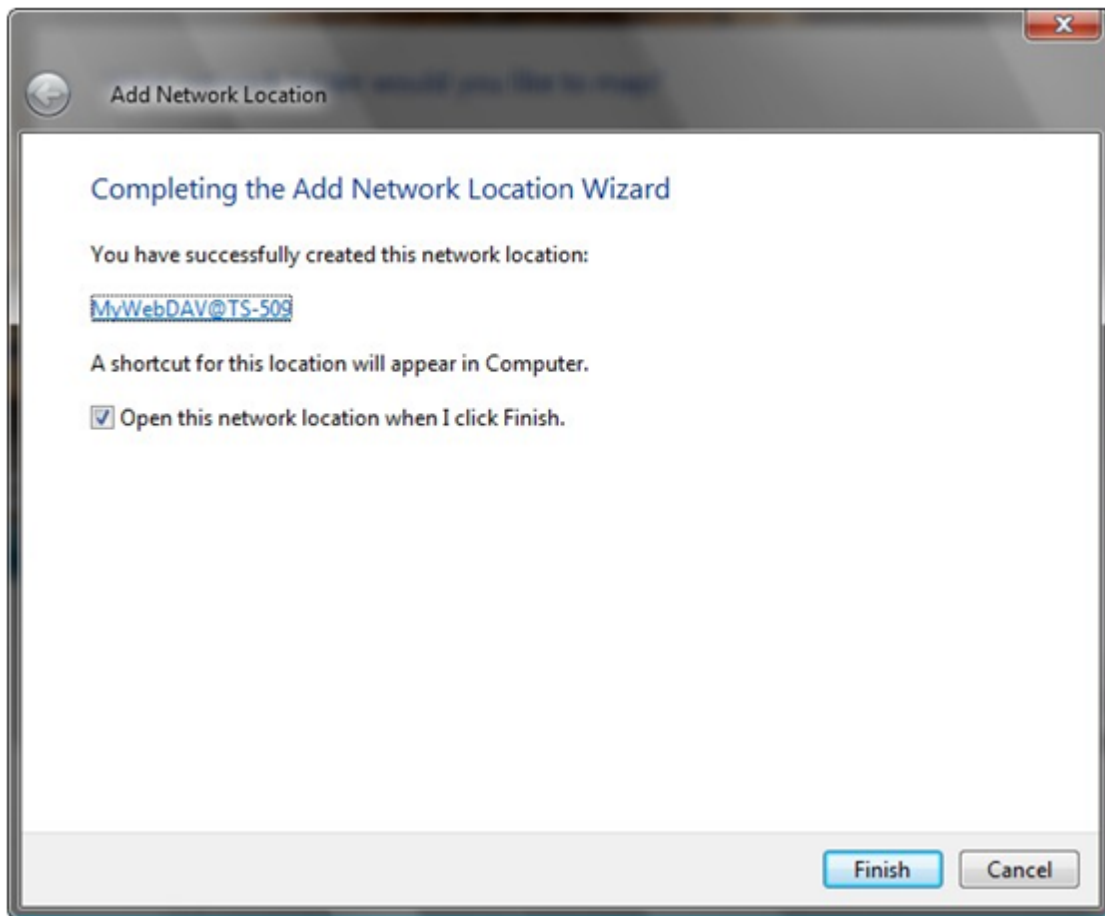 Add Network Location
Completing the Add Network Location Wizard
You have successfully created this network location:
MyWebDAV@TS-509
A shortcut for this location will appear in Computer.
Open this network location when I click Finish.
Finish
Cancel